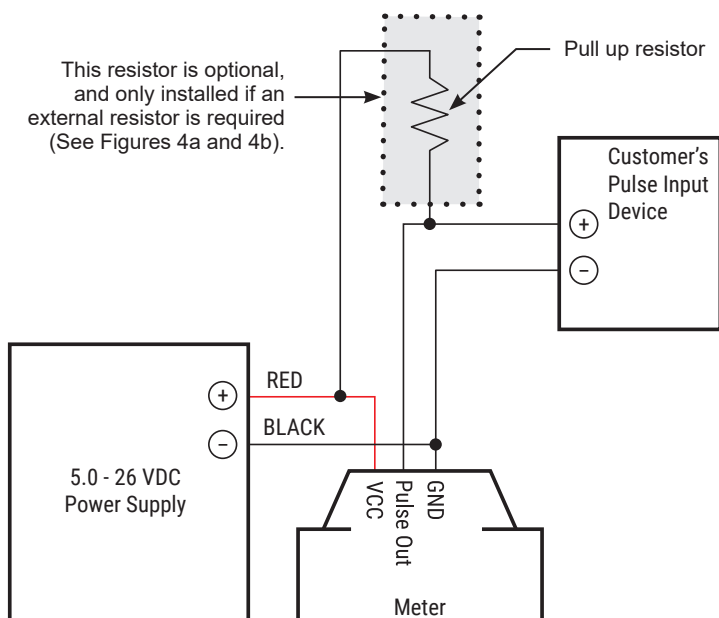 This resistor is optional,
and only installed if an
external resistor is required
(See Figures 4a and 4b).
Pull up resistor
Customer's
Pulse Input
Device
+
−
RED
+
BLACK
−
5.0 - 26 VDC
Power Supply
VCC
Pulse Out
GND
Meter